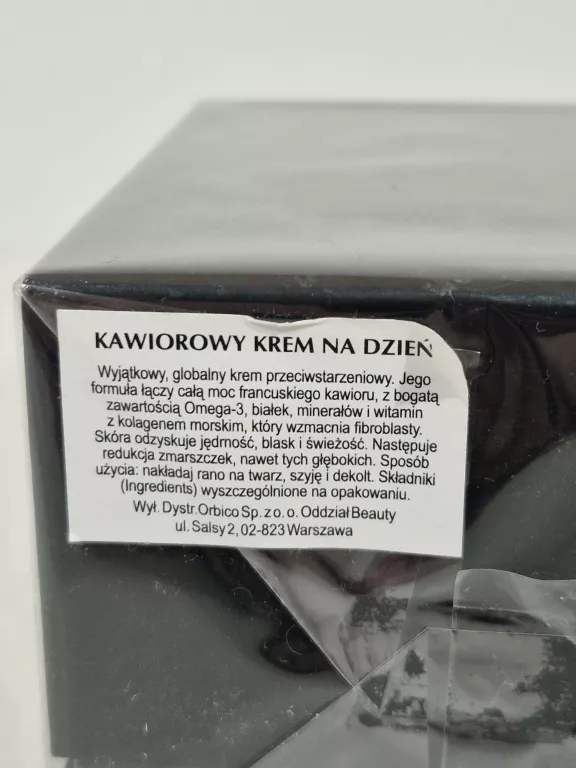 KAWIOROWY KREM NA DZIEŃ
Wyjątkowy, globalny krem przeciwstarzeniowy. Jego
formuła łączy całą moc francuskiego kawioru, z bogatą
zawartością Omega-3, białek, minerałów i witamin
z kolagenem morskim, który wzmacnia fibroblasty.
Skóra odzyskuje jędrność, blask i świeżość. Następuje
redukcja zmarszczek, nawet tych głębokich. Sposób
użycia: nakładaj rano na twarz, szyję i dekolt. Składniki
(Ingredients) wyszczególnione na opakowaniu.
Wył. Dystr. Orbico Sp. z o. o. Oddział Beauty
ul. Salsy 2, 02-823 Warszawa